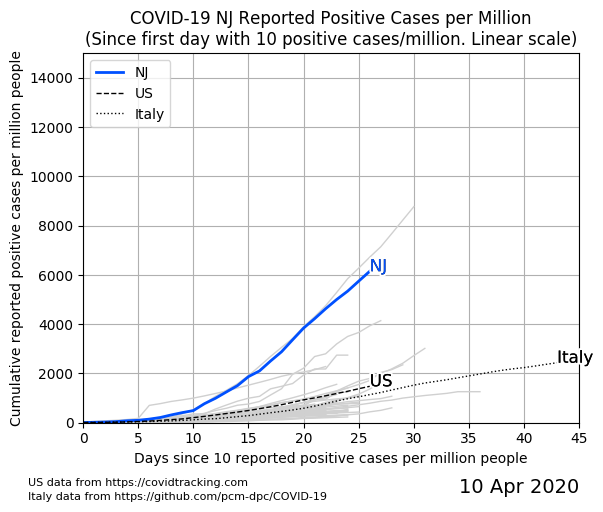 COVID-19 NJ Reported Positive Cases per Million
(Since first day with 10 positive cases/million. Linear scale)
Cumulative reported positive cases per million people
14000
12000
10000
8000
6000
4000
2000
0
NJ
US
Italy
NJ
US
Italy
0 5 10 15 20 25 30 35 40 45
Days since 10 reported positive cases per million people
US data from https://covidtracking.com
Italy data from https://github.com/pcm-dpc/COVID-19
10 Apr 2020